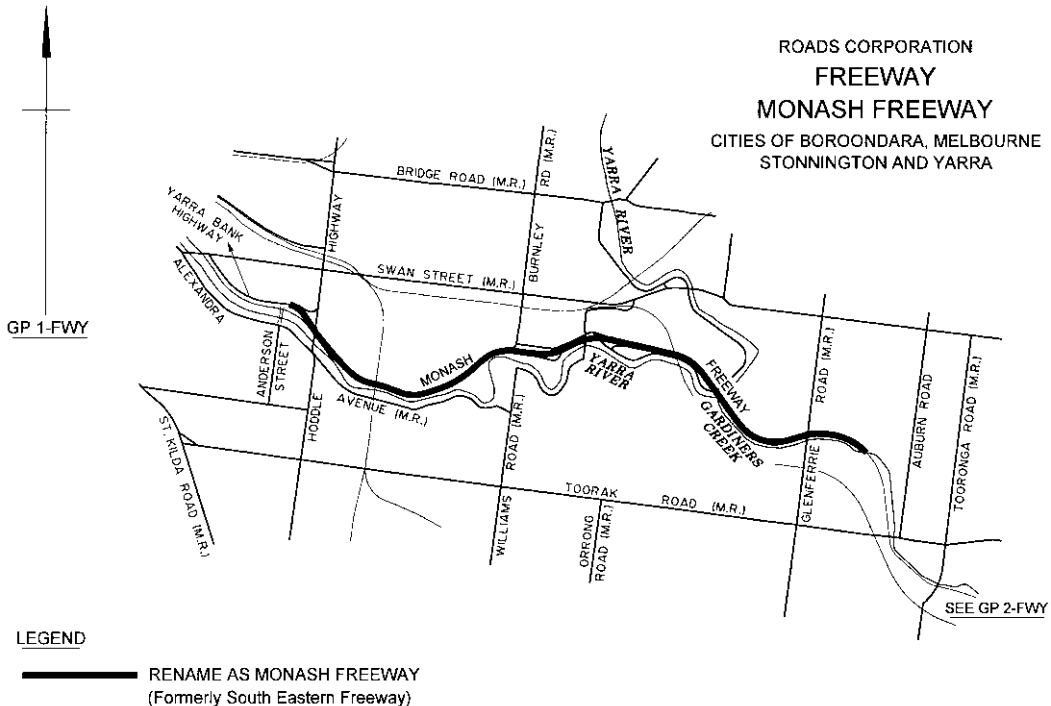 ROADS CORPORATION
FREEWAY
MONASH FREEWAY
CITIES OF BOROONDARA, MELBOURNE
STONNINGTON AND YARRA
GP 1-FWY
YARRA BANK
HIGHWAY
ALEXANDRA
AVENUE (M.R.)
ANDERSON
STREET
HODDLE
HIGHWAY
BRIDGE ROAD (M.R.)
SWAN STREET (M.R.)
BURNLEY
RD (M.R.)
YARRA RIVER
MONASH
FREEWAY
YARRA
RIVER
GARDINERS
CREEK
ST. KILDA ROAD (M.R.)
WILLIAMS
ROAD (M.R.)
TOORAK ROAD (M.R.)
ORRONG
ROAD (M.R.)
GLENFERRIE
ROAD (M.R.)
AUBURN ROAD
TOORONGA ROAD (M.R.)
SEE GP 2-FWY
LEGEND
RENAME AS MONASH FREEWAY
(Formerly South Eastern Freeway)